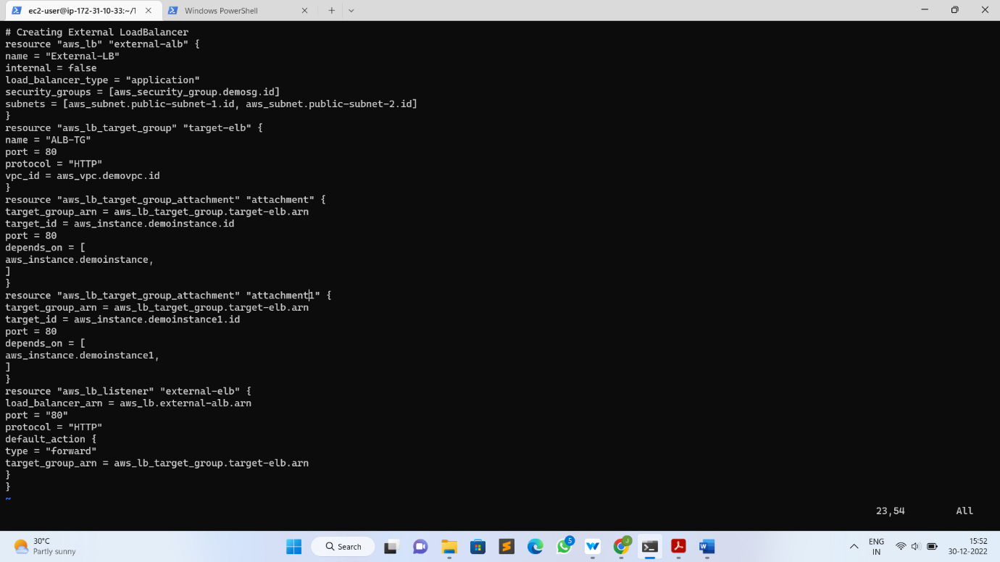 ec2-user@ip-172-31-10-33:~/1
Windows PowerShell
# Creating External LoadBalancer
resource "aws_lb" "external-alb" {
name = "External-LB"
internal = false
load_balancer_type = "application"
security_groups = [aws_security_group.demosg.id]
subnets = [aws_subnet.public-subnet-1.id, aws_subnet.public-subnet-2.id]
}
resource "aws_lb_target_group" "target-elb" {
name = "ALB-TG"
port = 80
protocol = "HTTP"
vpc_id = aws_vpc.demovpc.id
}
resource "aws_lb_target_group_attachment" "attachment" {
target_group_arn = aws_lb_target_group.target-elb.arn
target_id = aws_instance.demoinstance.id
port = 80
depends_on = [
aws_instance.demoinstance,
]
}
resource "aws_lb_target_group_attachment" "attachment1" {
target_group_arn = aws_lb_target_group.target-elb.arn
target_id = aws_instance.demoinstance1.id
port = 80
depends_on = [
aws_instance.demoinstance1,
]
}
resource "aws_lb_listener" "external-elb" {
load_balancer_arn = aws_lb.external-alb.arn
port = "80"
protocol = "HTTP"
default_action {
type = "forward"
target_group_arn = aws_lb_target_group.target-elb.arn
}
}
~
23,54 All
30°C
Partly sunny
Search
5
J
ENG
IN
15:52
30-12-2022